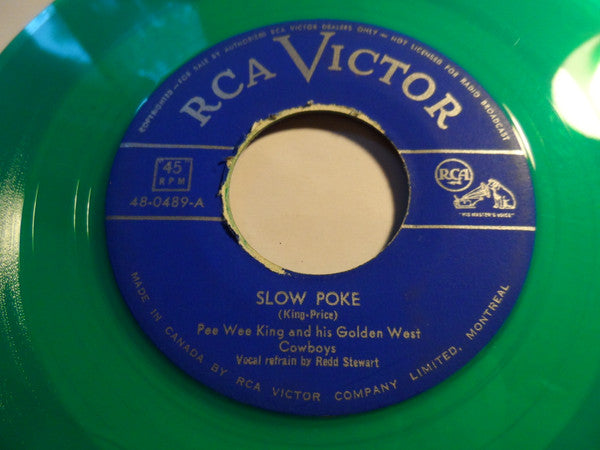 COPYRIGHTED — FOR SALE BY AUTHORIZED RCA VICTOR DEALERS ONLY — NOT LICENSED FOR RADIO BROADCAST
RCA VICTOR
45
RPM
48-0489-A
RCA
"HIS MASTER'S VOICE"
SLOW POKE
(King-Price)
Pee Wee King and his Golden West
Cowboys
Vocal refrain by Redd Stewart
MADE IN CANADA BY RCA VICTOR COMPANY LIMITED, MONTREAL